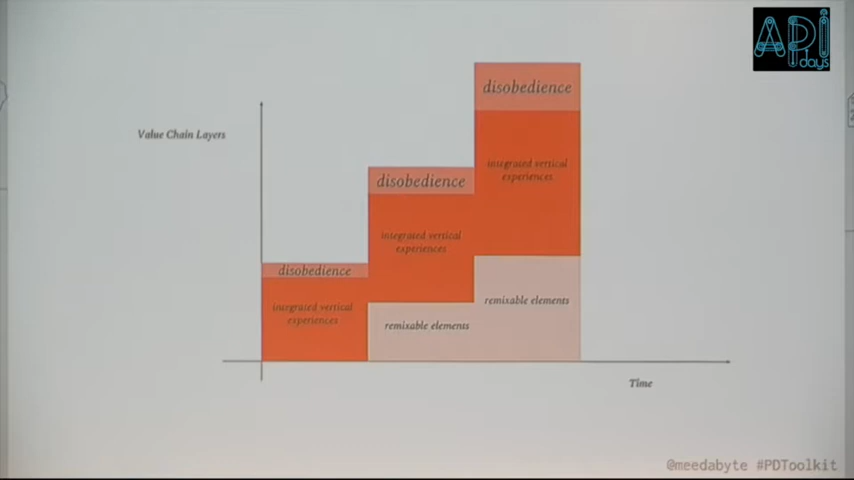 API
days
disobedience
Value Chain Layers
integrated vertical
experiences
disobedience
integrated vertical
experiences
disobedience
remixable elements
integrated vertical
experiences
remixable elements
Time
@meedabyte #PDToolkit